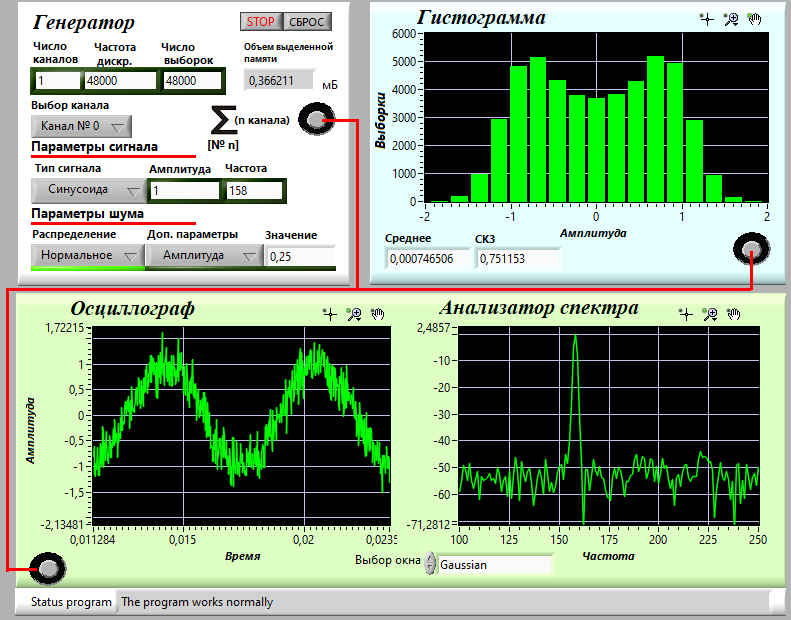 Генератор
STOP СБРОС
Число каналов
Частота дискр.
Число выборок
Объем выделенной памяти
1
48000
48000
0,366211 мБ
Выбор канала
Канал № 0
∑ (n канала)
[№ n]
Параметры сигнала
Тип сигнала Амплитуда Частота
Синусоида 1 158
Параметры шума
Распределение Доп. параметры Значение
Нормальное Амплитуда 0,25
Гистограмма
Выборки
6000
5000
4000
3000
2000
1000
0
-2 -1 0 1 2
Амплитуда
Среднее СКЗ
0,000746506 0,751153
Осциллограф
Амплитуда
1,72215
1
0,5
0
-0,5
-1
-1,5
-2,13481
0,011284 0,015 0,02 0,0235
Время
Анализатор спектра
2,4857
-10
-20
-30
-40
-50
-60
-71,2812
100 125 150 175 200 225 250
Частота
Выбор окна Gaussian
Status program The program works normally